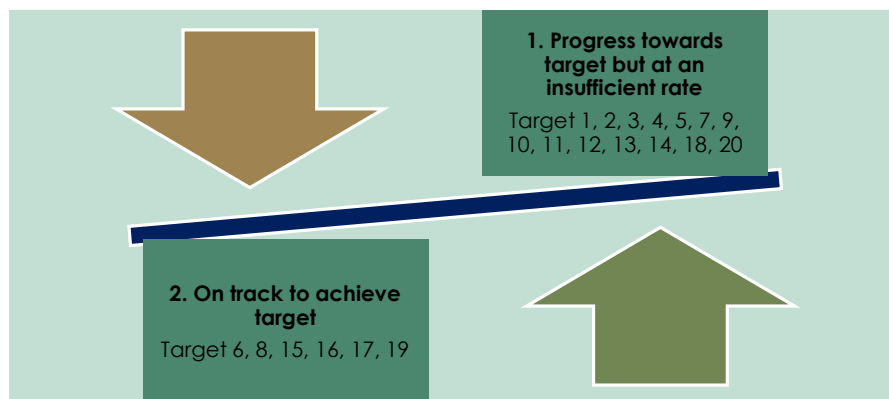 1. Progress towards
target but at an
insufficient rate
Target 1, 2, 3, 4, 5, 7, 9,
10, 11, 12, 13, 14, 18, 20
2. On track to achieve
target
Target 6, 8, 15, 16, 17, 19